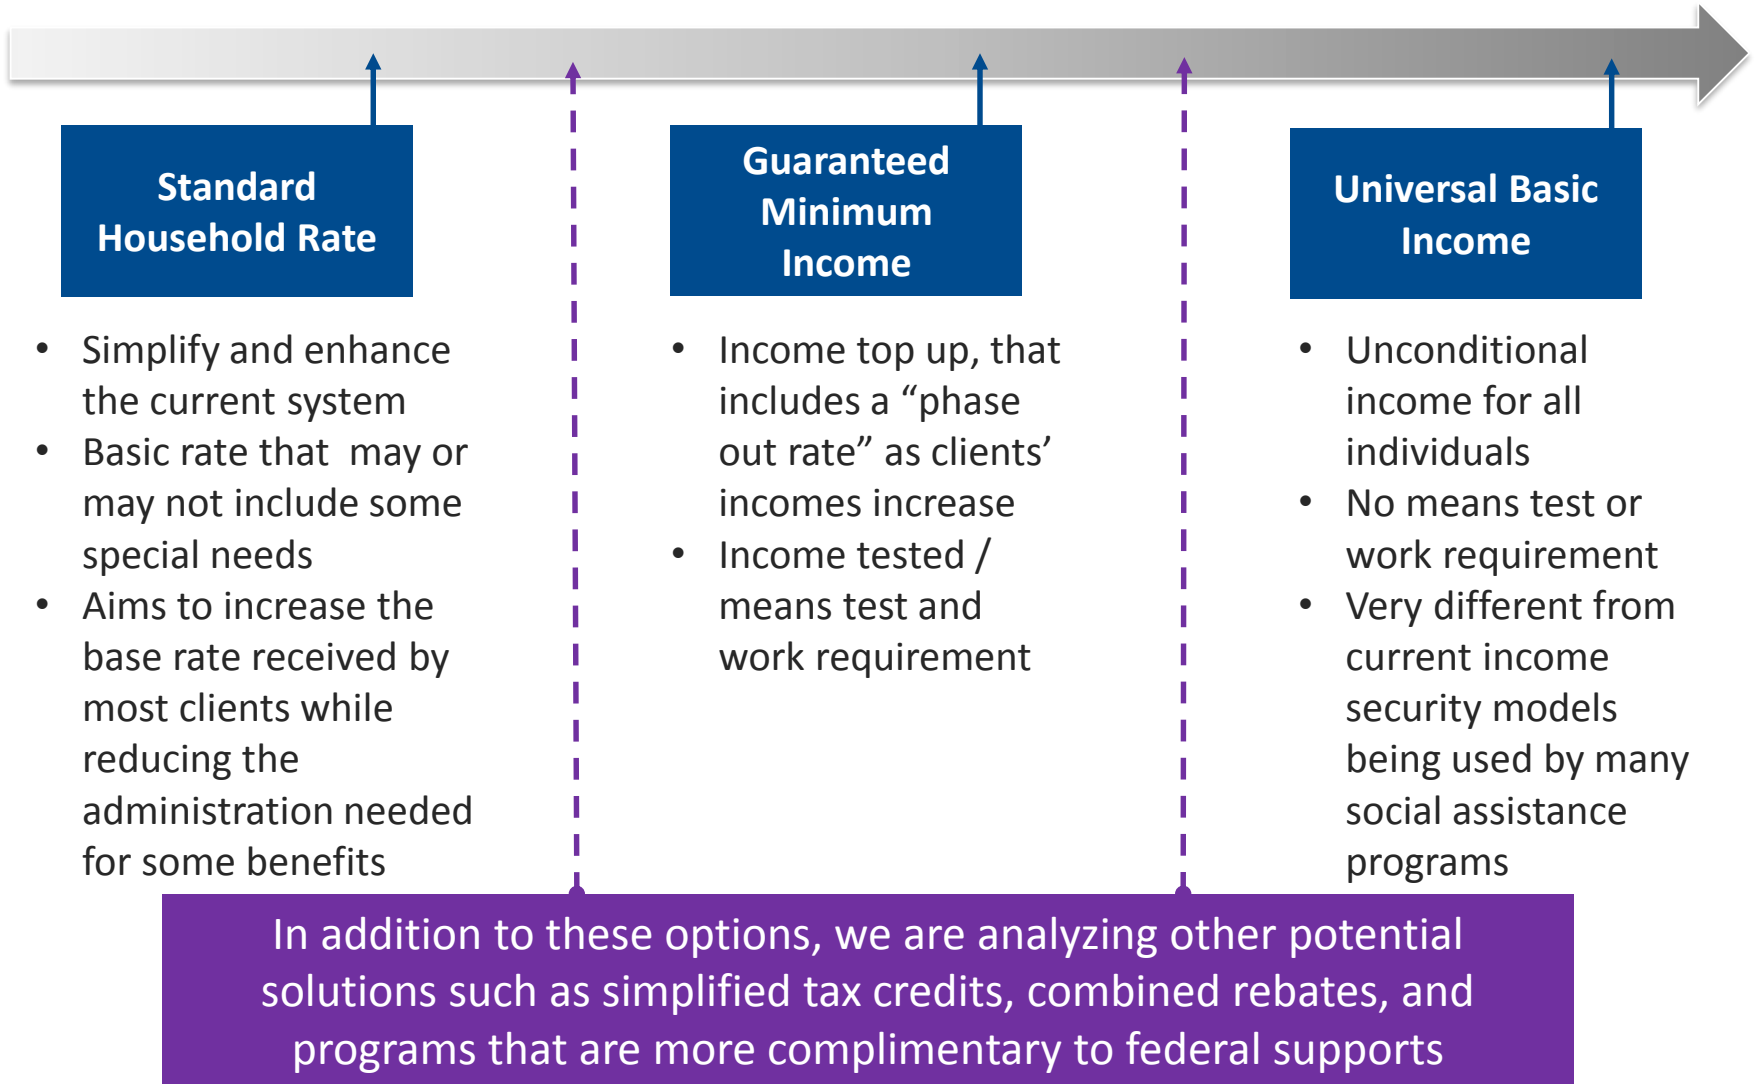 Standard
Household Rate
• Simplify and enhance
the current system
• Basic rate that  may or
may not include some
special needs
• Aims to increase the
base rate received by
most clients while
reducing the
administration needed
for some benefits
Guaranteed
Minimum
Income
• Income top up, that
includes a “phase
out rate” as clients’
incomes increase
• Income tested /
means test and
work requirement
Universal Basic
Income
• Unconditional
income for all
individuals
• No means test or
work requirement
• Very different from
current income
security models
being used by many
social assistance
programs
In addition to these options, we are analyzing other potential
solutions such as simplified tax credits, combined rebates, and
programs that are more complimentary to federal supports